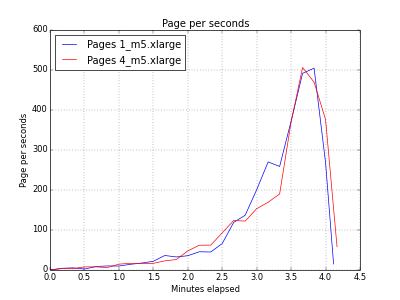 Page per seconds
600
500
400
300
200
100
0
Page per seconds
Pages 1_m5.xlarge
Pages 4_m5.xlarge
0.0 0.5 1.0 1.5 2.0 2.5 3.0 3.5 4.0 4.5
Minutes elapsed